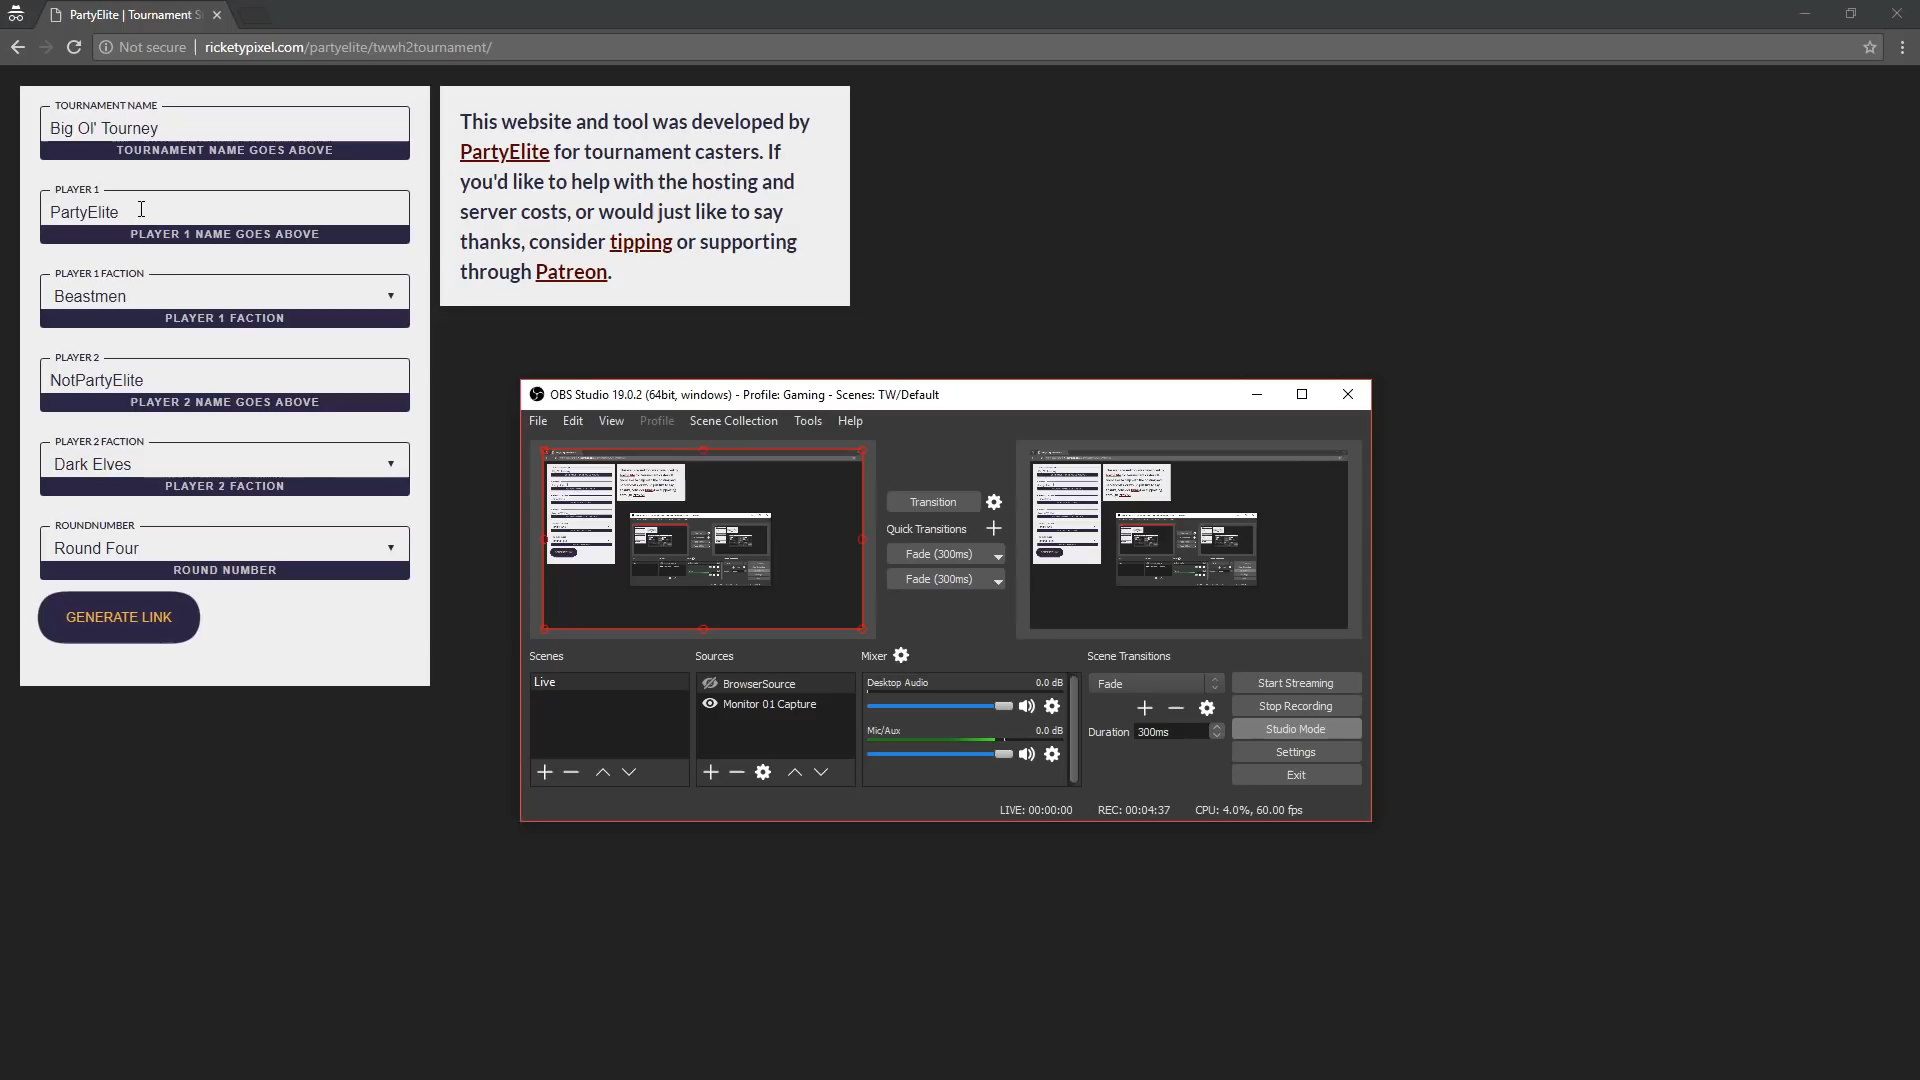 PartyElite | Tournament S
Not secure | ricketypixel.com/partyelite/twwh2tournament/
TOURNAMENT NAME
Big Ol' Tourney
TOURNAMENT NAME GOES ABOVE
PLAYER 1
PartyElite
PLAYER 1 NAME GOES ABOVE
PLAYER 1 FACTION
Beastmen
PLAYER 1 FACTION
PLAYER 2
NotPartyElite
PLAYER 2 NAME GOES ABOVE
PLAYER 2 FACTION
Dark Elves
PLAYER 2 FACTION
ROUNDNUMBER
Round Four
ROUND NUMBER
GENERATE LINK
This website and tool was developed by
PartyElite for tournament casters. If
you'd like to help with the hosting and
server costs, or would just like to say
thanks, consider tipping or supporting
through Patreon.
OBS Studio 19.0.2 (64bit, windows) - Profile: Gaming - Scenes: TW/Default
File Edit View Profile Scene Collection Tools Help
Transition
Quick Transitions
Fade (300ms)
Fade (300ms)
Scenes
Live
Sources
BrowserSource
Monitor 01 Capture
Mixer
Desktop Audio 0.0 dB
Mic/Aux 0.0 dB
Scene Transitions
Fade
Duration 300ms
Start Streaming
Stop Recording
Studio Mode
Settings
Exit
LIVE: 00:00:00 REC: 00:04:37 CPU: 4.0%, 60.00 fps